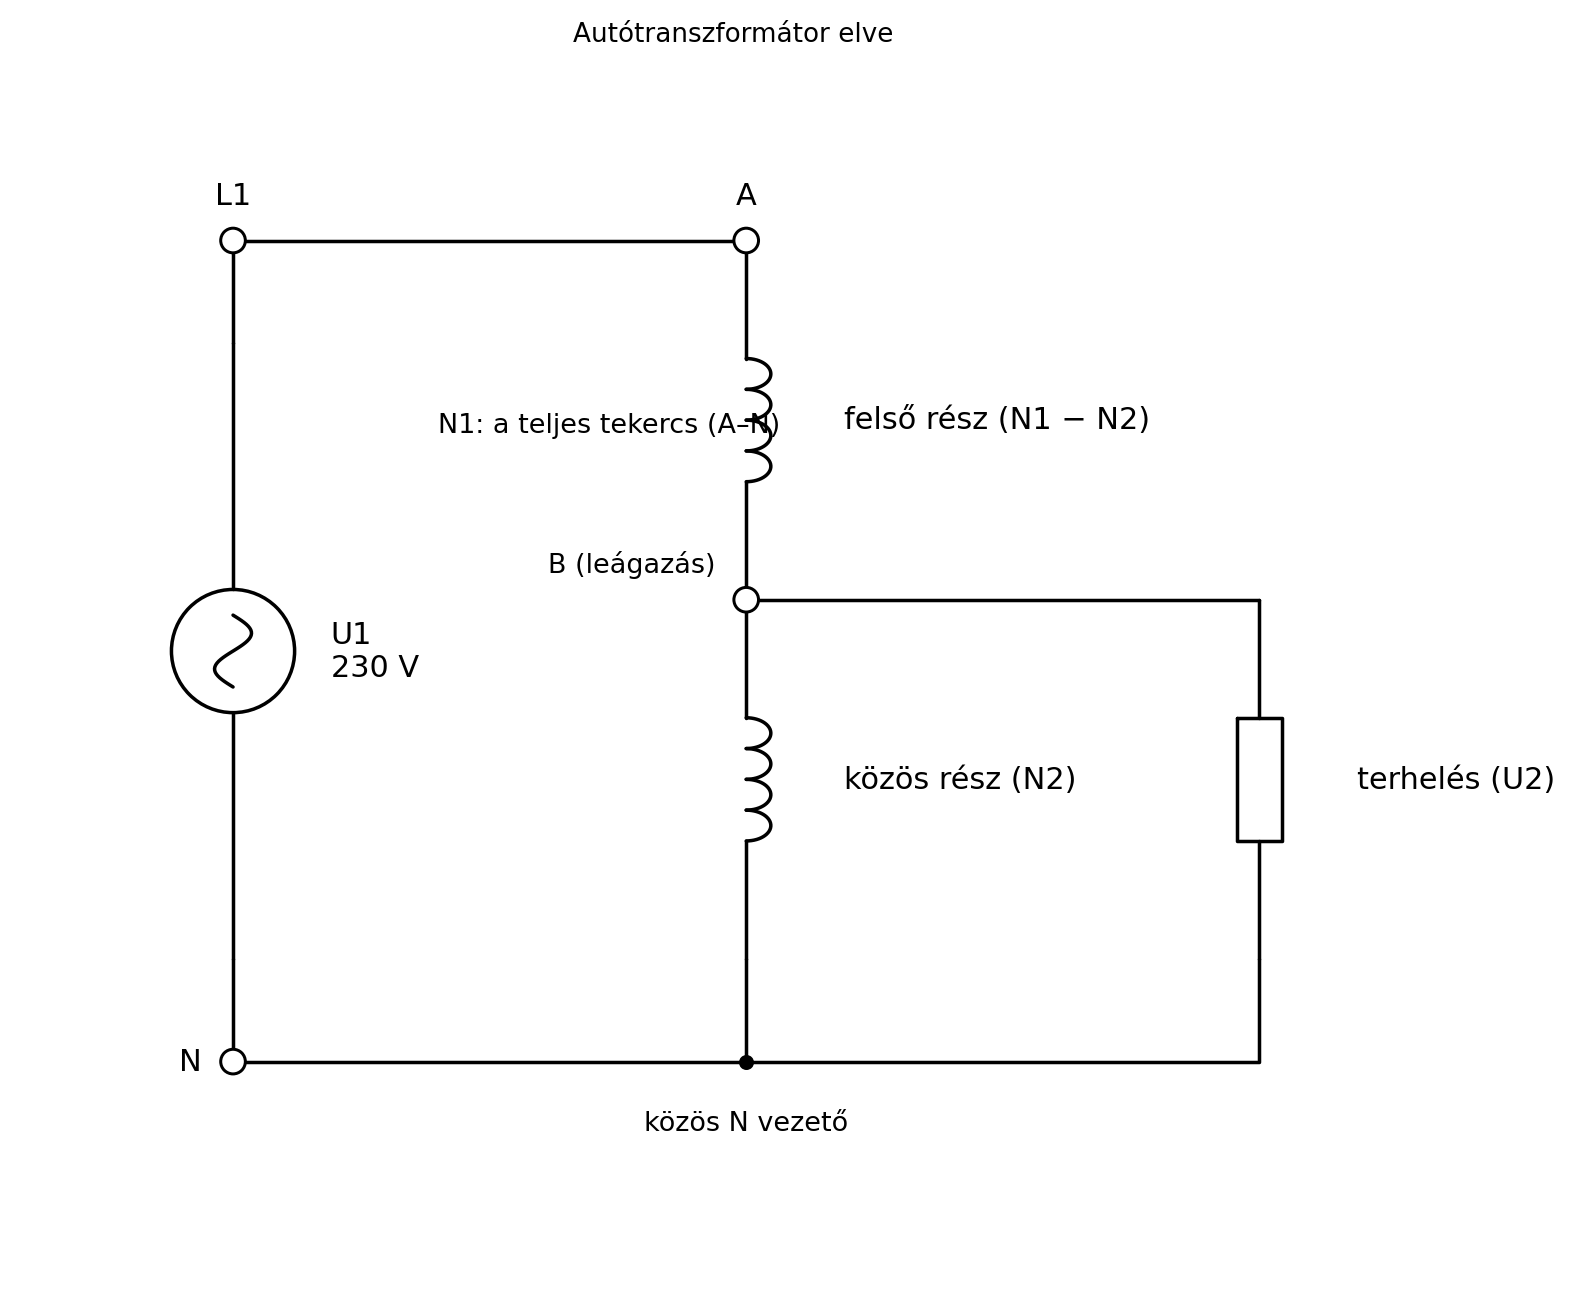 Autótranszformátor elve
L1
A
N1: a teljes tekercs (A–N)
felső rész (N1 − N2)
B (leágazás)
U1
230 V
közös rész (N2)
terhelés (U2)
N
közös N vezető